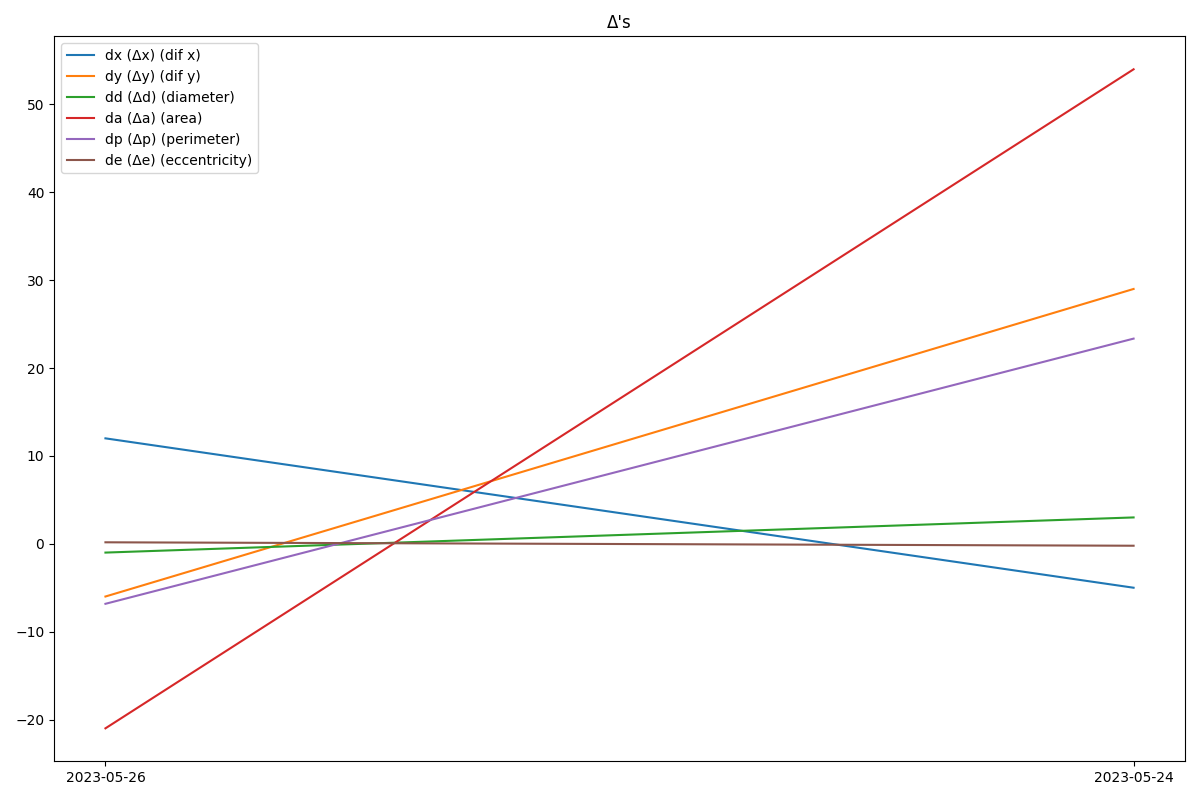 Δ's
dx (Δx) (dif x)
dy (Δy) (dif y)
dd (Δd) (diameter)
da (Δa) (area)
dp (Δp) (perimeter)
de (Δe) (eccentricity)
50
40
30
20
10
0
−10
−20
2023-05-26
2023-05-24